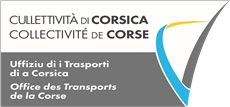 CULLETTIVITÀ DI CORSICA
COLLECTIVITÉ DE CORSE
Uffiziu di i Trasporti
di a Corsica
Office des Transports
de la Corse